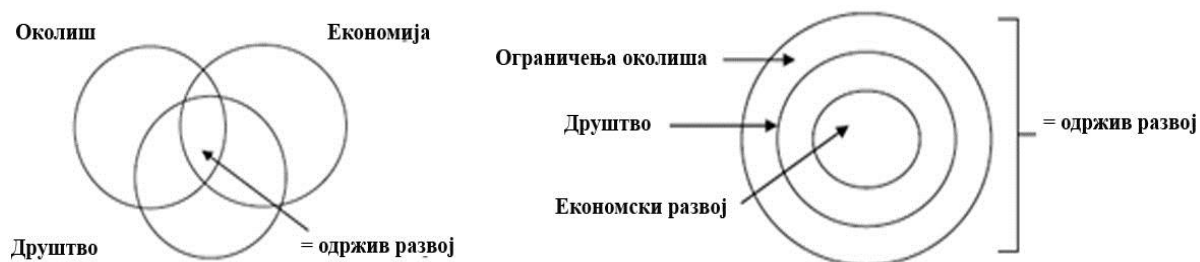 Околиш
Економија
Друштво
= одржив развој
Ограничења околиша
Друштво
Економски развој
= одржив развој